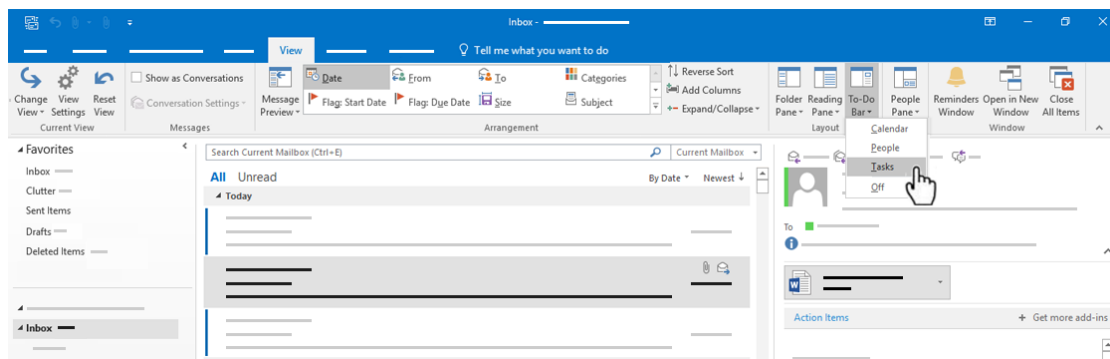 Inbox -
View
Tell me what you want to do
Change View
View Settings
Reset View
Current View
Show as Conversations
Conversation Settings
Messages
Message Preview
Date
From
To
Categories
Flag: Start Date
Flag: Due Date
Size
Subject
Reverse Sort
Add Columns
Expand/Collapse
Arrangement
Folder Pane
Reading Pane
To-Do Bar
People Pane
Layout
Reminders Window
Open in New Window
Close All Items
Window
Calendar
People
Tasks
Off
Favorites
Inbox
Clutter
Sent Items
Drafts
Deleted Items
Inbox
Search Current Mailbox (Ctrl+E)
Current Mailbox
All Unread
By Date Newest ↓
Today
To
Action Items
+ Get more add-ins